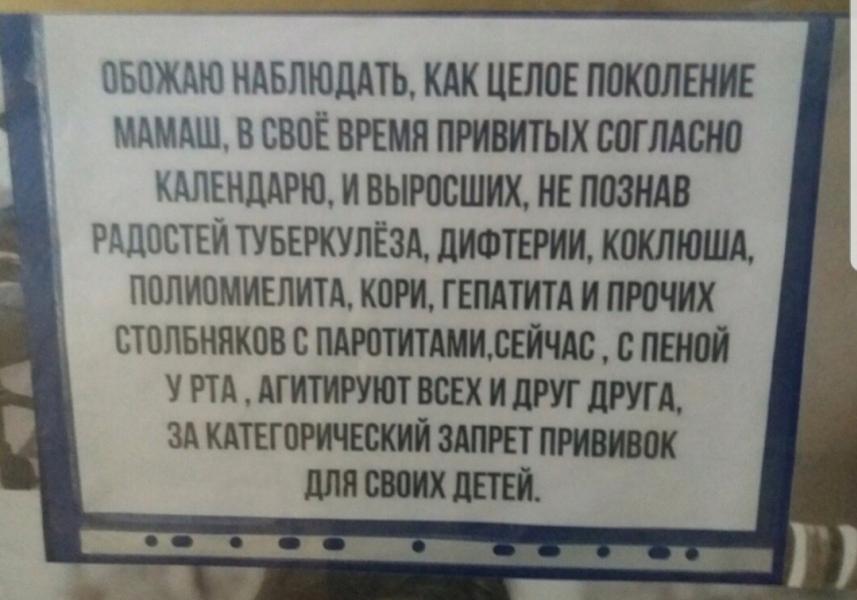 ОБОЖАЮ НАБЛЮДАТЬ, КАК ЦЕЛОЕ ПОКОЛЕНИЕ
МАМАШ, В СВОЁ ВРЕМЯ ПРИВИТЫХ СОГЛАСНО
КАЛЕНДАРЮ, И ВЫРОСШИХ, НЕ ПОЗНАВ
РАДОСТЕЙ ТУБЕРКУЛЁЗА, ДИФТЕРИИ, КОКЛЮША,
ПОЛИОМИЕЛИТА, КОРИ, ГЕПАТИТА И ПРОЧИХ
СТОЛБНЯКОВ С ПАРОТИТАМИ,СЕЙЧАС , С ПЕНОЙ
У РТА , АГИТИРУЮТ ВСЕХ И ДРУГ ДРУГА,
ЗА КАТЕГОРИЧЕСКИЙ ЗАПРЕТ ПРИВИВОК
ДЛЯ СВОИХ ДЕТЕЙ.